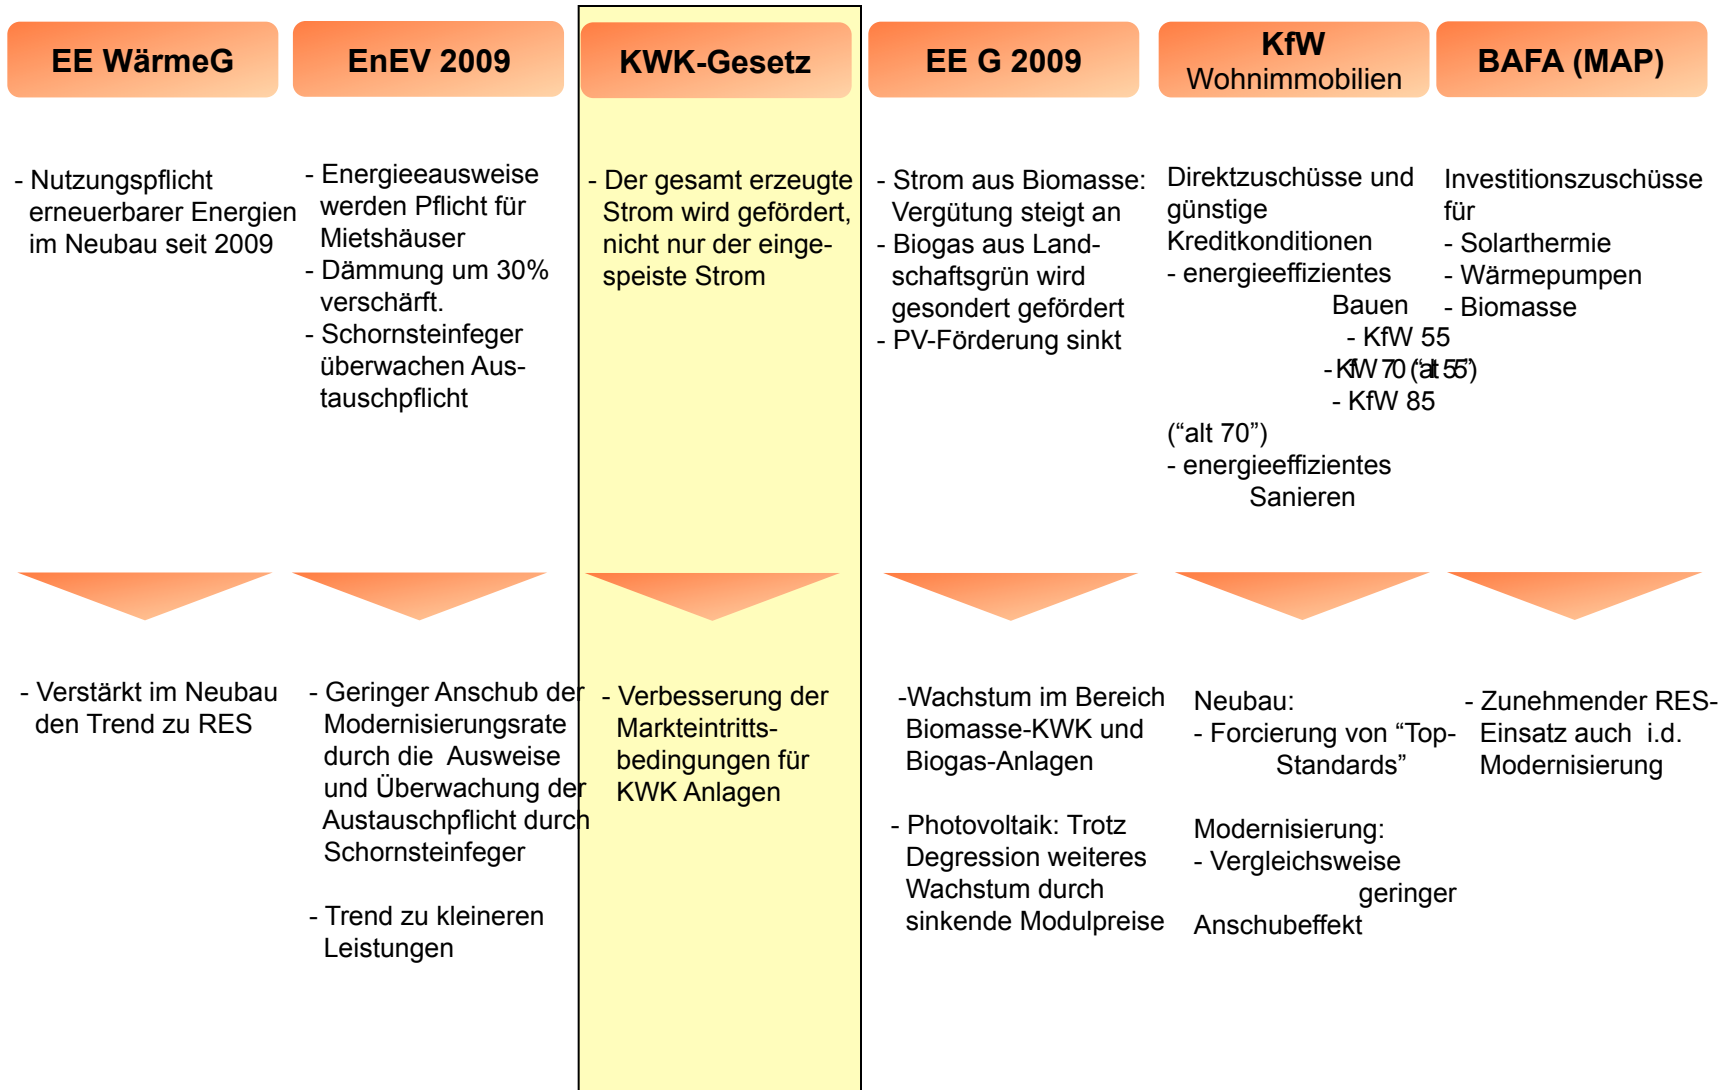 EE WärmeG
EnEV 2009
KWK-Gesetz
EE G 2009
KfW
Wohnimmobilien
BAFA (MAP)
- Nutzungspflicht
erneuerbarer Energien
im Neubau seit 2009
- Energieeausweise
werden Pflicht für
Mietshäuser
- Dämmung um 30%
verschärft.
- Schornsteinfeger
überwachen Aus-
tauschpflicht
- Der gesamt erzeugte
Strom wird gefördert,
nicht nur der einge-
speiste Strom
- Strom aus Biomasse:
Vergütung steigt an
- Biogas aus Land-
schaftsgrün wird
gesondert gefördert
- PV-Förderung sinkt
Direktzuschüsse und
günstige
Kreditkonditionen
- energieeffizientes
Bauen
- KfW 55
- KfW 70 (“alt 55”)
- KfW 85
(“alt 70”)
- energieeffizientes
Sanieren
Investitionszuschüsse
für
- Solarthermie
- Wärmepumpen
- Biomasse
- Verstärkt im Neubau
den Trend zu RES
- Geringer Anschub der
Modernisierungsrate
durch die Ausweise
und Überwachung der
Austauschpflicht durch
Schornsteinfeger
- Trend zu kleineren
Leistungen
- Verbesserung der
Markteintritts-
bedingungen für
KWK Anlagen
-Wachstum im Bereich
Biomasse-KWK und
Biogas-Anlagen
- Photovoltaik: Trotz
Degression weiteres
Wachstum durch
sinkende Modulpreise
Neubau:
- Forcierung von “Top-
Standards”
Modernisierung:
- Vergleichsweise
geringer
Anschubeffekt
- Zunehmender RES-
Einsatz auch i.d.
Modernisierung